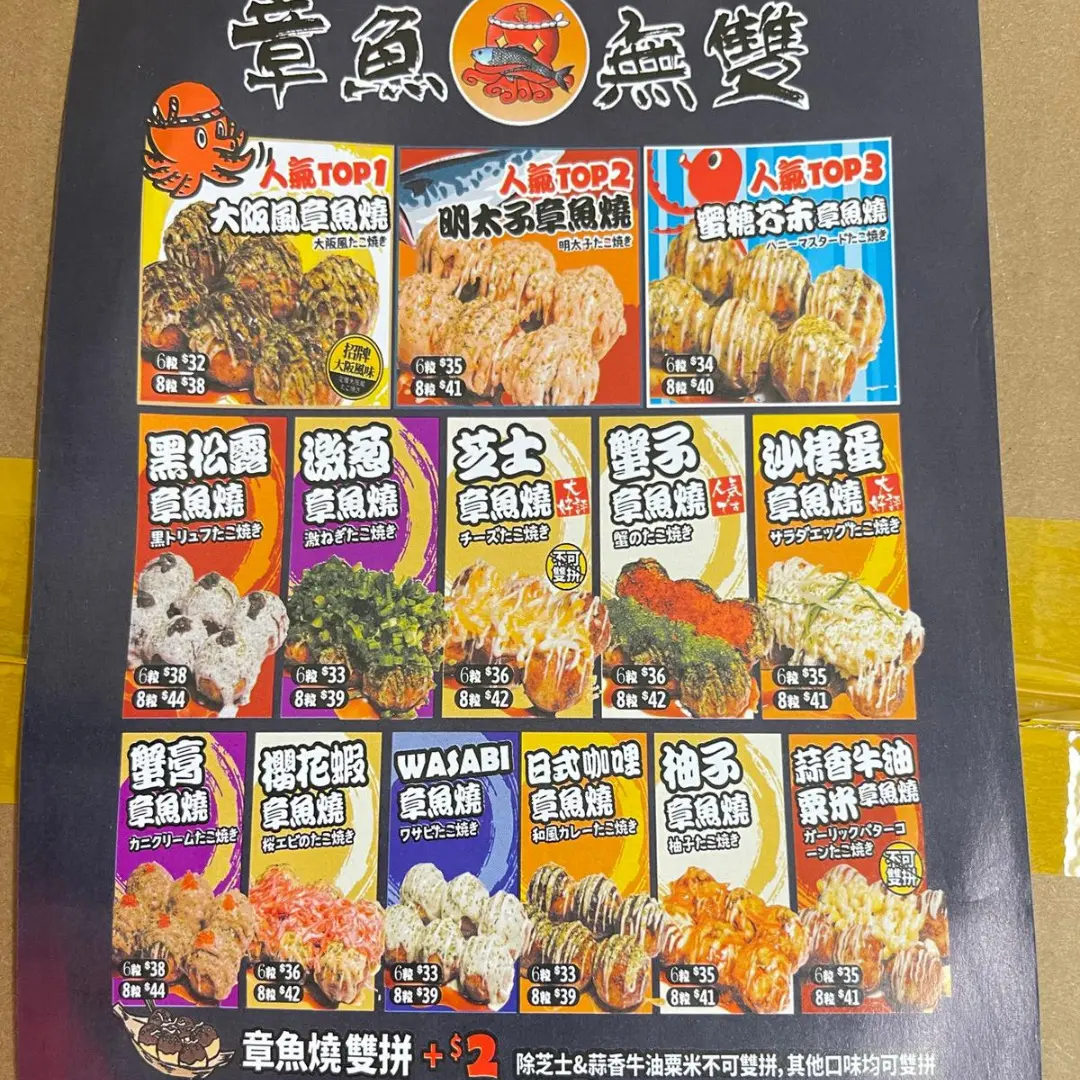 章魚無雙
人氣TOP1
大阪風章魚燒
大阪風たこ焼き
6粒 $32
8粒 $38
招牌
大阪風味
人氣TOP2
明太子章魚燒
明太子たこ焼き
6粒 $35
8粒 $41
人氣TOP3
蜜糖芥末章魚燒
ハニーマスタードたこ焼き
6粒 $34
8粒 $40
黑松露
章魚燒
黒トリュフたこ焼き
6粒 $38
8粒 $44
激葱
章魚燒
激ねぎたこ焼き
6粒 $33
8粒 $39
芝士
章魚燒
大好評
チーズたこ焼き
不可
雙拼
6粒 $36
8粒 $42
蟹子
章魚燒
蟹のたこ焼き
6粒 $36
8粒 $42
沙律蛋
章魚燒
大好評
サラダエッグたこ焼き
6粒 $35
8粒 $41
蟹膏
章魚燒
カニクリームたこ焼き
6粒 $38
8粒 $44
櫻花蝦
章魚燒
桜エビのたこ焼き
6粒 $36
8粒 $42
WASABI
章魚燒
ワサビたこ焼き
6粒 $33
8粒 $39
日式咖喱
章魚燒
和風カレーたこ焼き
6粒 $33
8粒 $39
柚子
章魚燒
柚子たこ焼き
6粒 $35
8粒 $41
蒜香牛油
粟米章魚燒
ガーリックバターコ
ーンたこ焼き
不可
雙拼
6粒 $35
8粒 $41
章魚燒雙拼+$2 除芝士&蒜香牛油粟米不可雙拼,其他口味均可雙拼